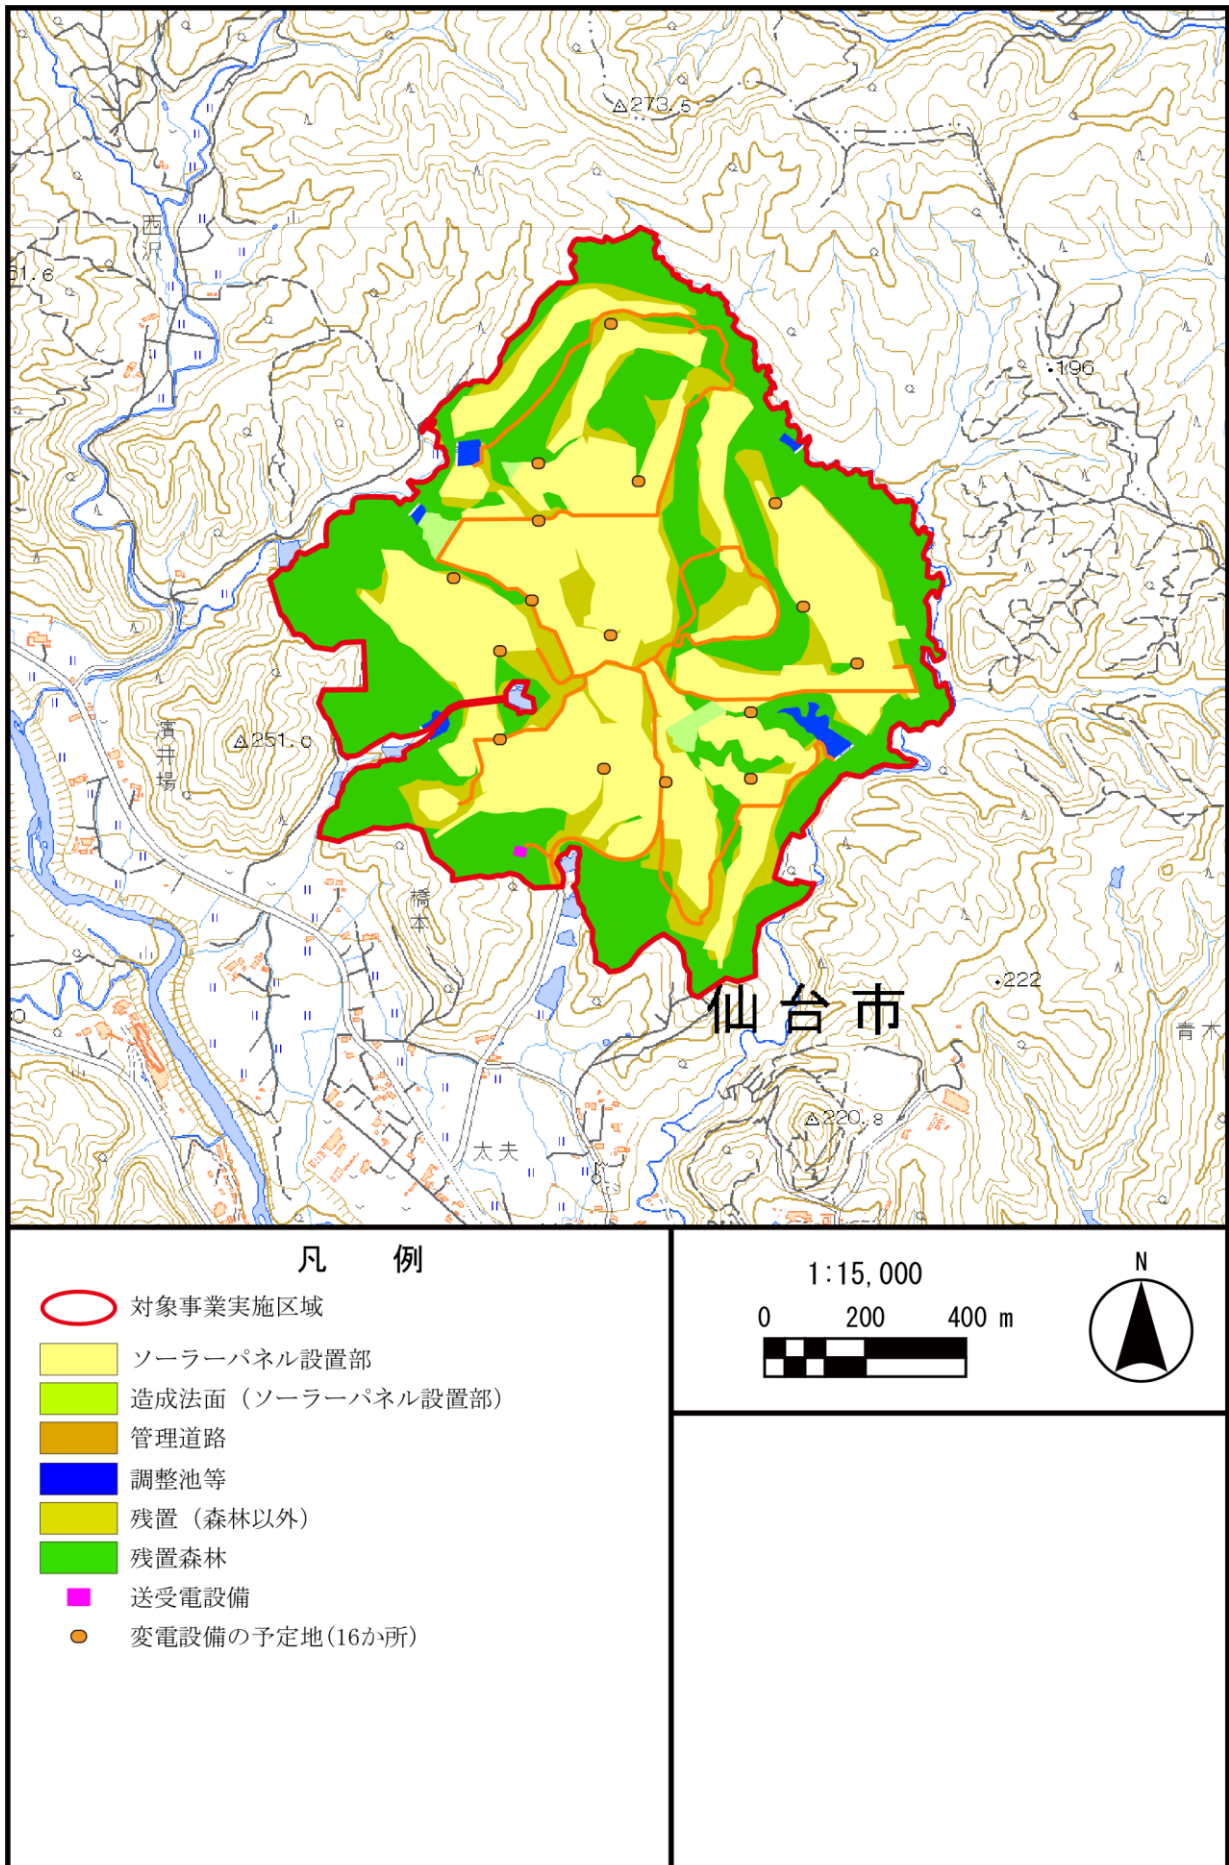 273.5
西沢
山
51.6
196
濱井場
251.0
橋本
山
仙台市
222
青木
山
川
220.8
太夫
凡 例
対象事業実施区域
ソーラーパネル設置部
造成法面（ソーラーパネル設置部）
管理道路
調整池等
残置（森林以外）
残置森林
送受電設備
変電設備の予定地(16か所)
1:15,000
0 200 400 m
N